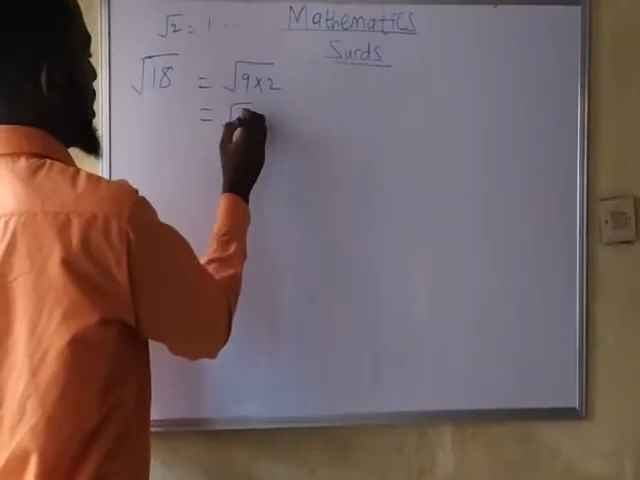 √2 = 1 ..
Mathematics
Surds
√18 = √9×2
= √